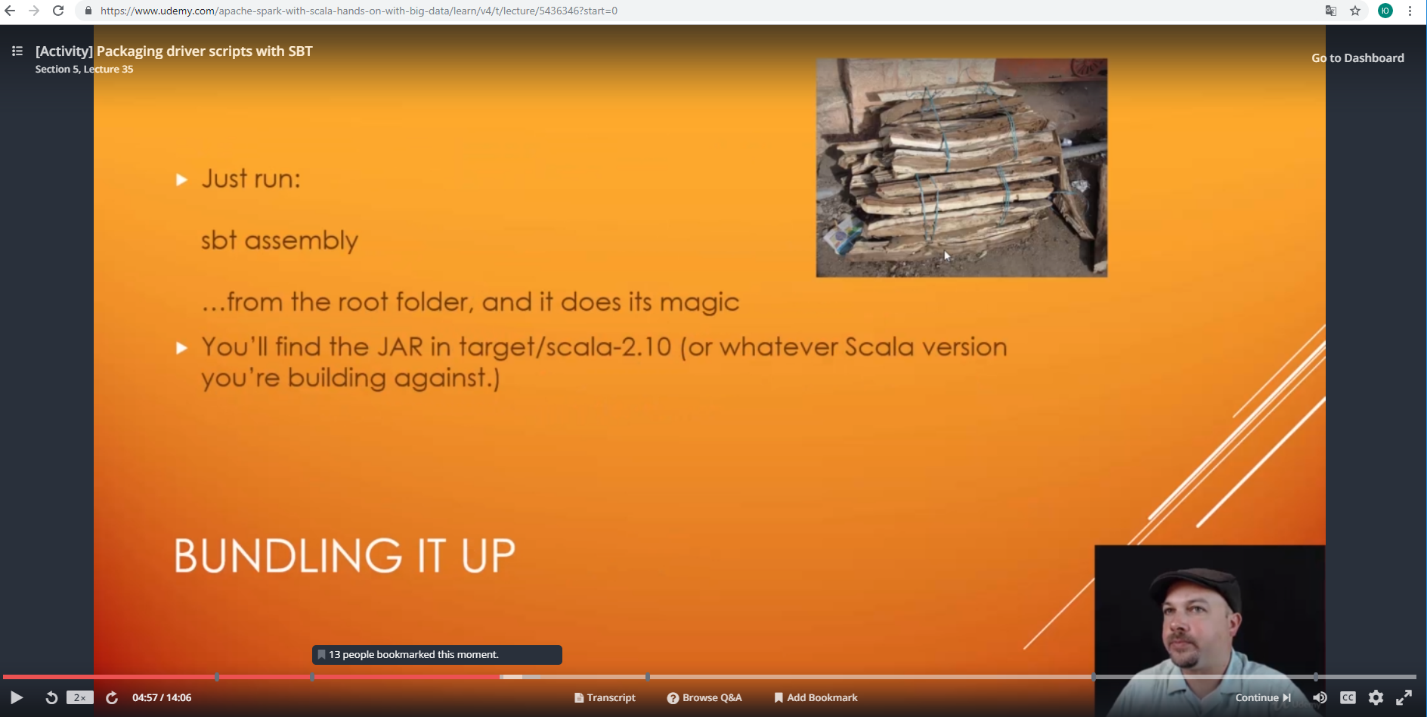 https://www.udemy.com/apache-spark-with-scala-hands-on-with-big-data/learn/v4/t/lecture/5436346?start=0
Ю
[Activity] Packaging driver scripts with SBT
Section 5, Lecture 35
Go to Dashboard
Just run:
sbt assembly
...from the root folder, and it does its magic
You'll find the JAR in target/scala-2.10 (or whatever Scala version
you're building against.)
BUNDLING IT UP
13 people bookmarked this moment.
2×
04:57 / 14:06
Transcript
Browse Q&A
Add Bookmark
Continue
CC